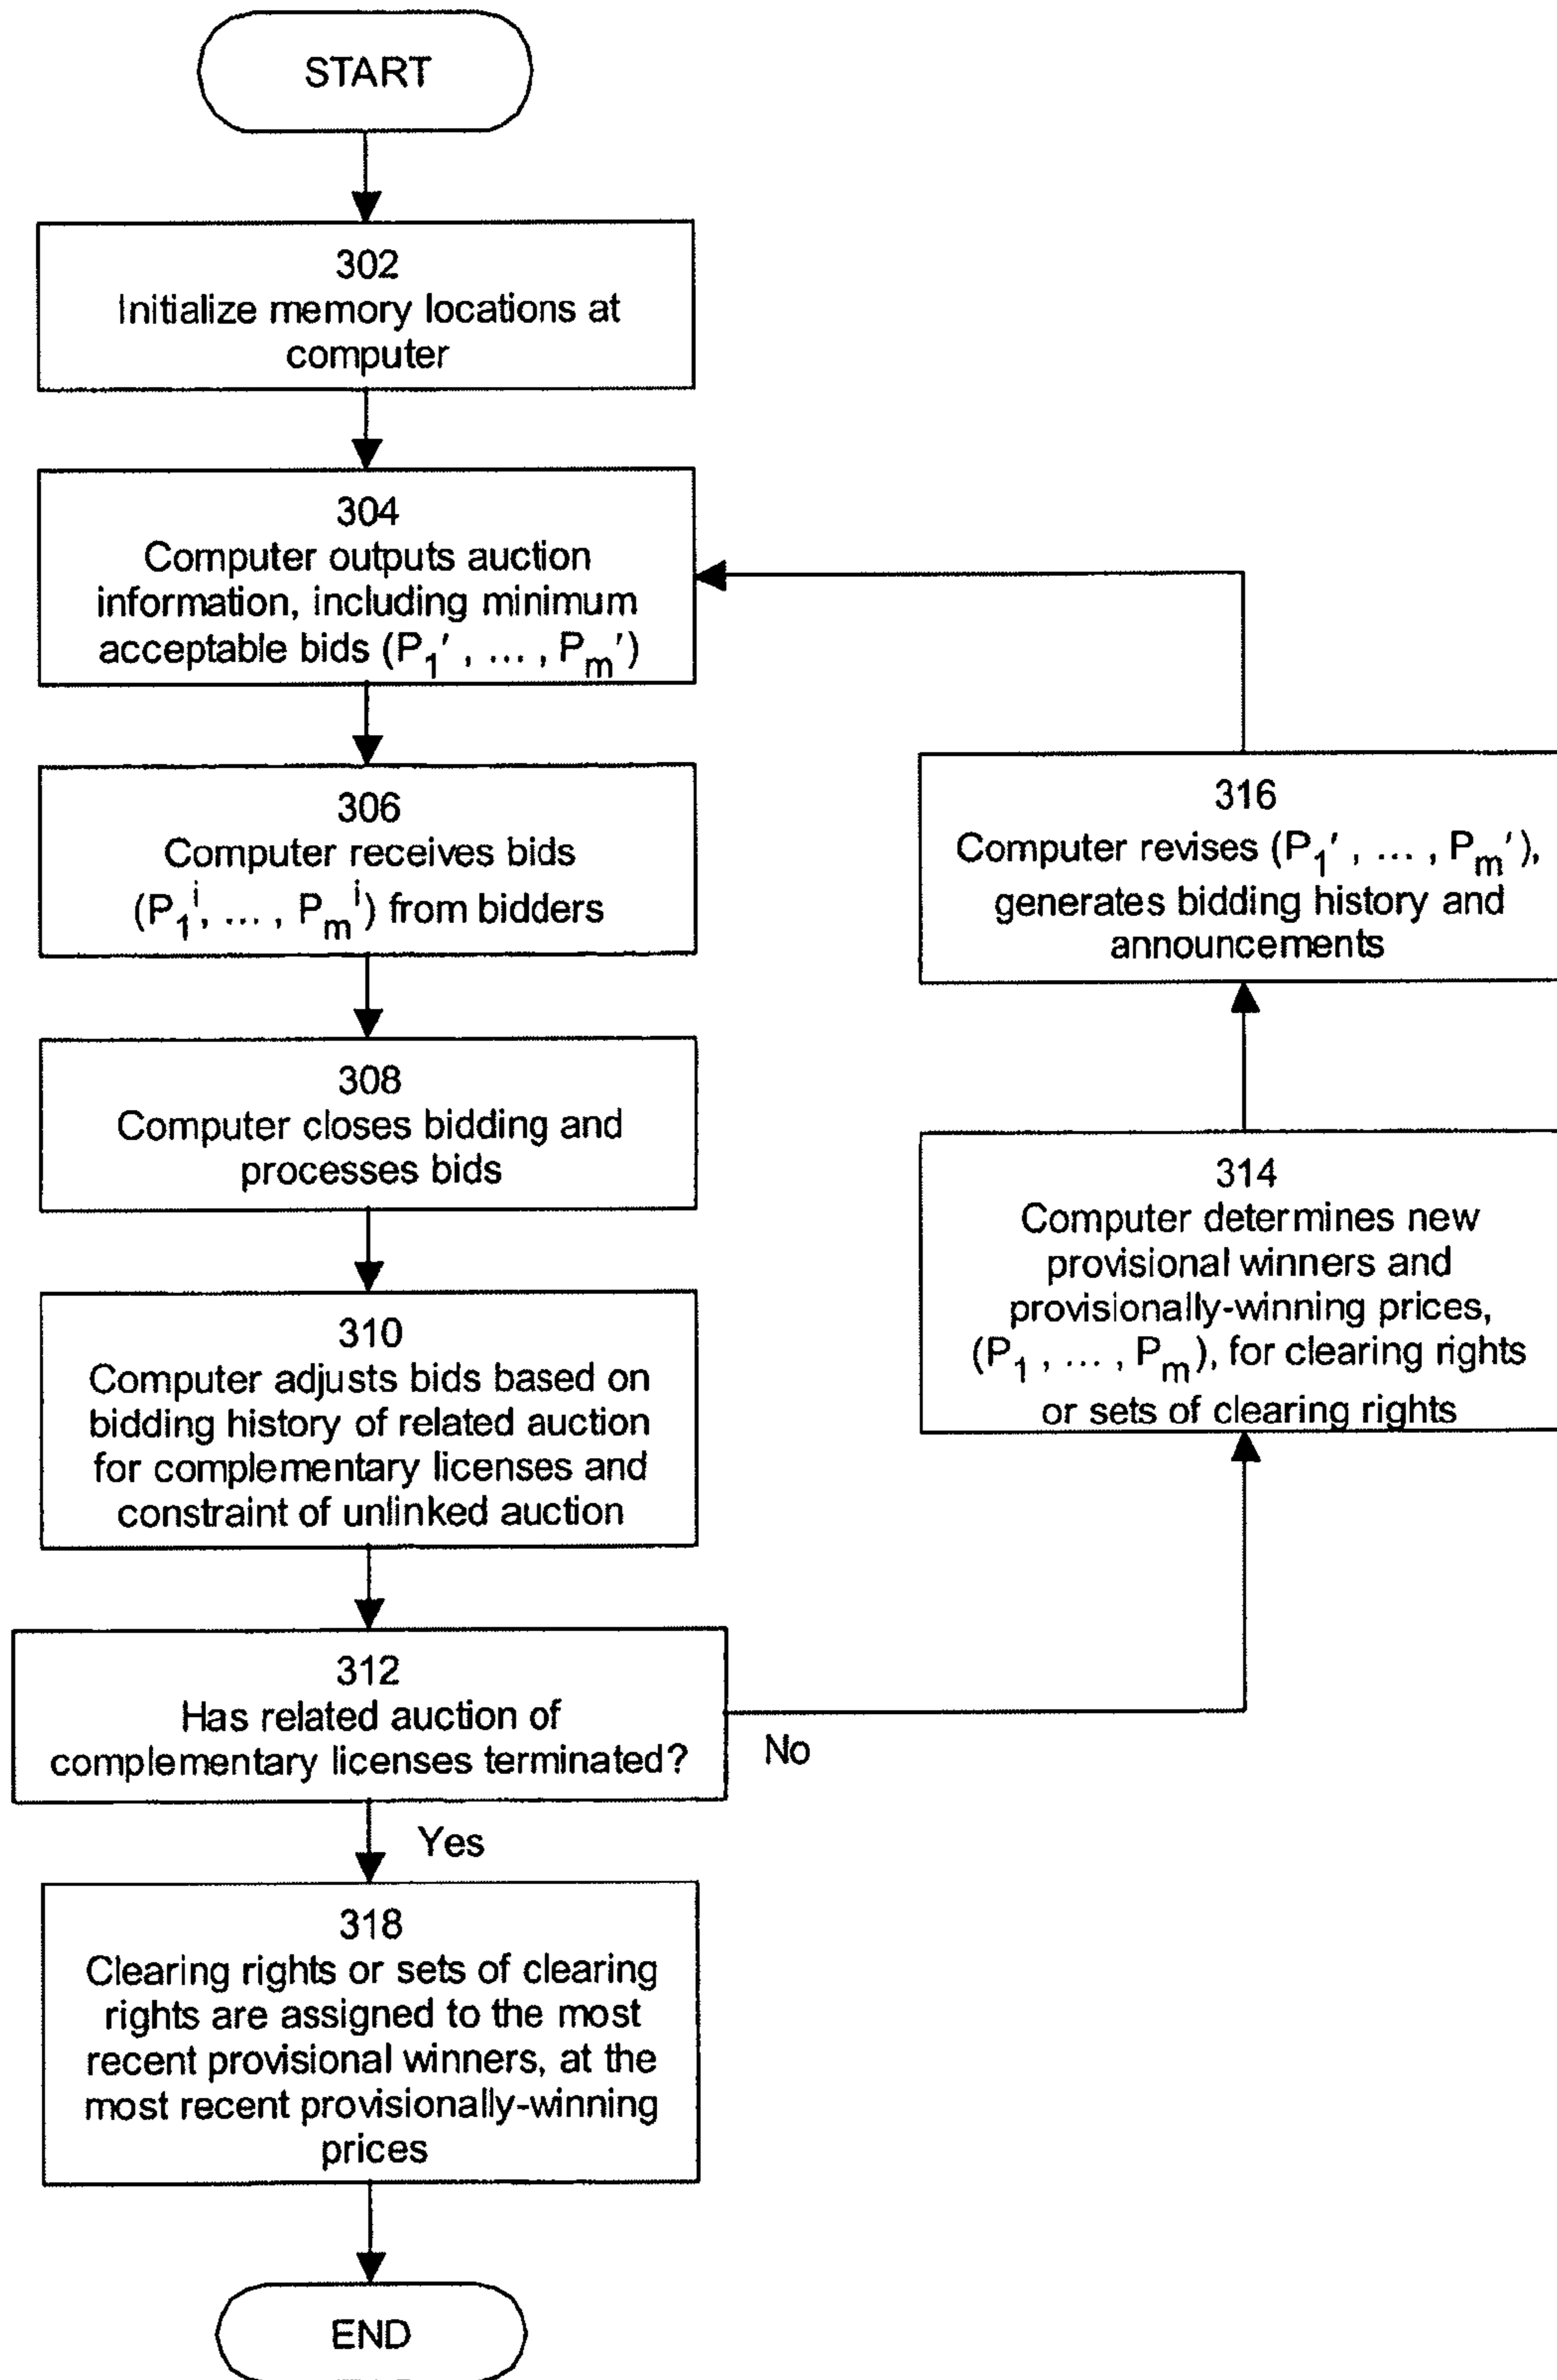 START
302
Initialize memory locations at
computer
304
Computer outputs auction
information, including minimum
acceptable bids (P₁′ , ... , Pₘ′)
306
Computer receives bids
(P₁ⁱ, ... , Pₘⁱ) from bidders
308
Computer closes bidding and
processes bids
310
Computer adjusts bids based on
bidding history of related auction
for complementary licenses and
constraint of unlinked auction
312
Has related auction of
complementary licenses terminated?
No
Yes
314
Computer determines new
provisional winners and
provisionally-winning prices,
(P₁ , ... , Pₘ), for clearing rights
or sets of clearing rights
316
Computer revises (P₁′ , ... , Pₘ′),
generates bidding history and
announcements
318
Clearing rights or sets of clearing
rights are assigned to the most
recent provisional winners, at the
most recent provisionally-winning
prices
END